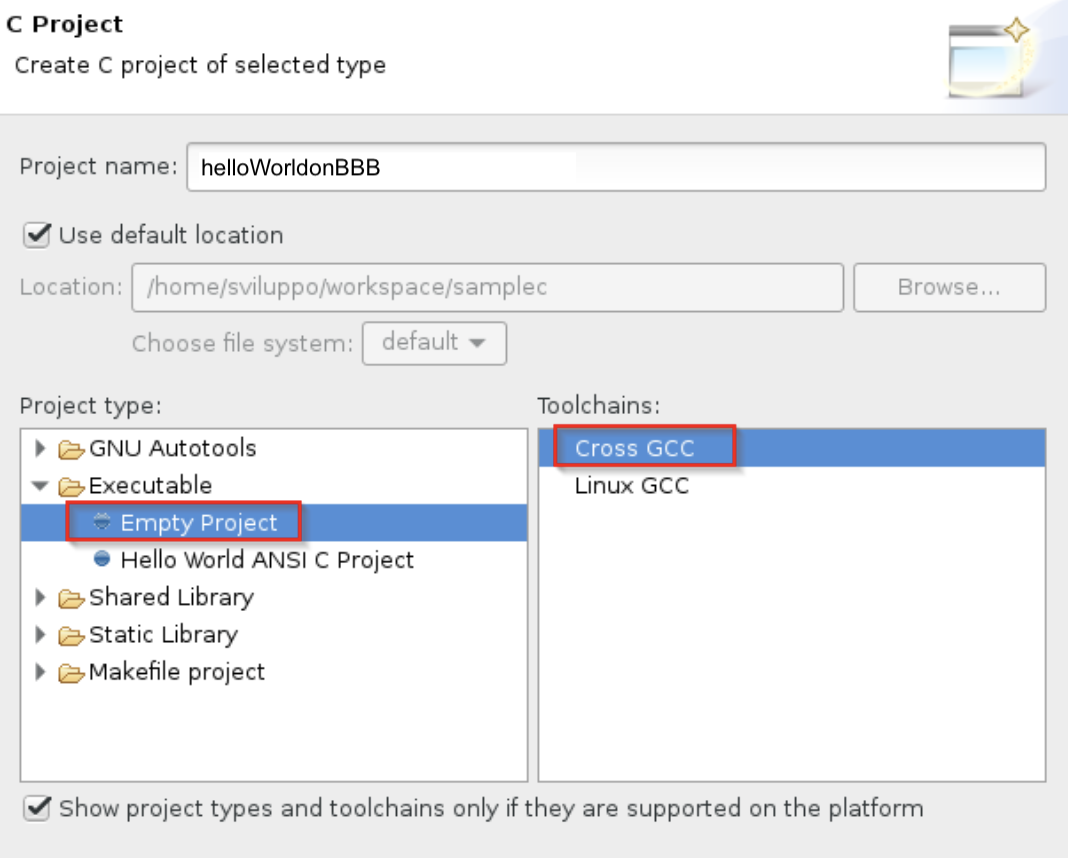 C Project
Create C project of selected type
Project name: helloWorldonBBB
Use default location
Location: /home/sviluppo/workspace/samplec Browse...
Choose file system: default
Project type: Toolchains:
GNU Autotools
Executable
Empty Project
Hello World ANSI C Project
Shared Library
Static Library
Makefile project
Cross GCC
Linux GCC
Show project types and toolchains only if they are supported on the platform